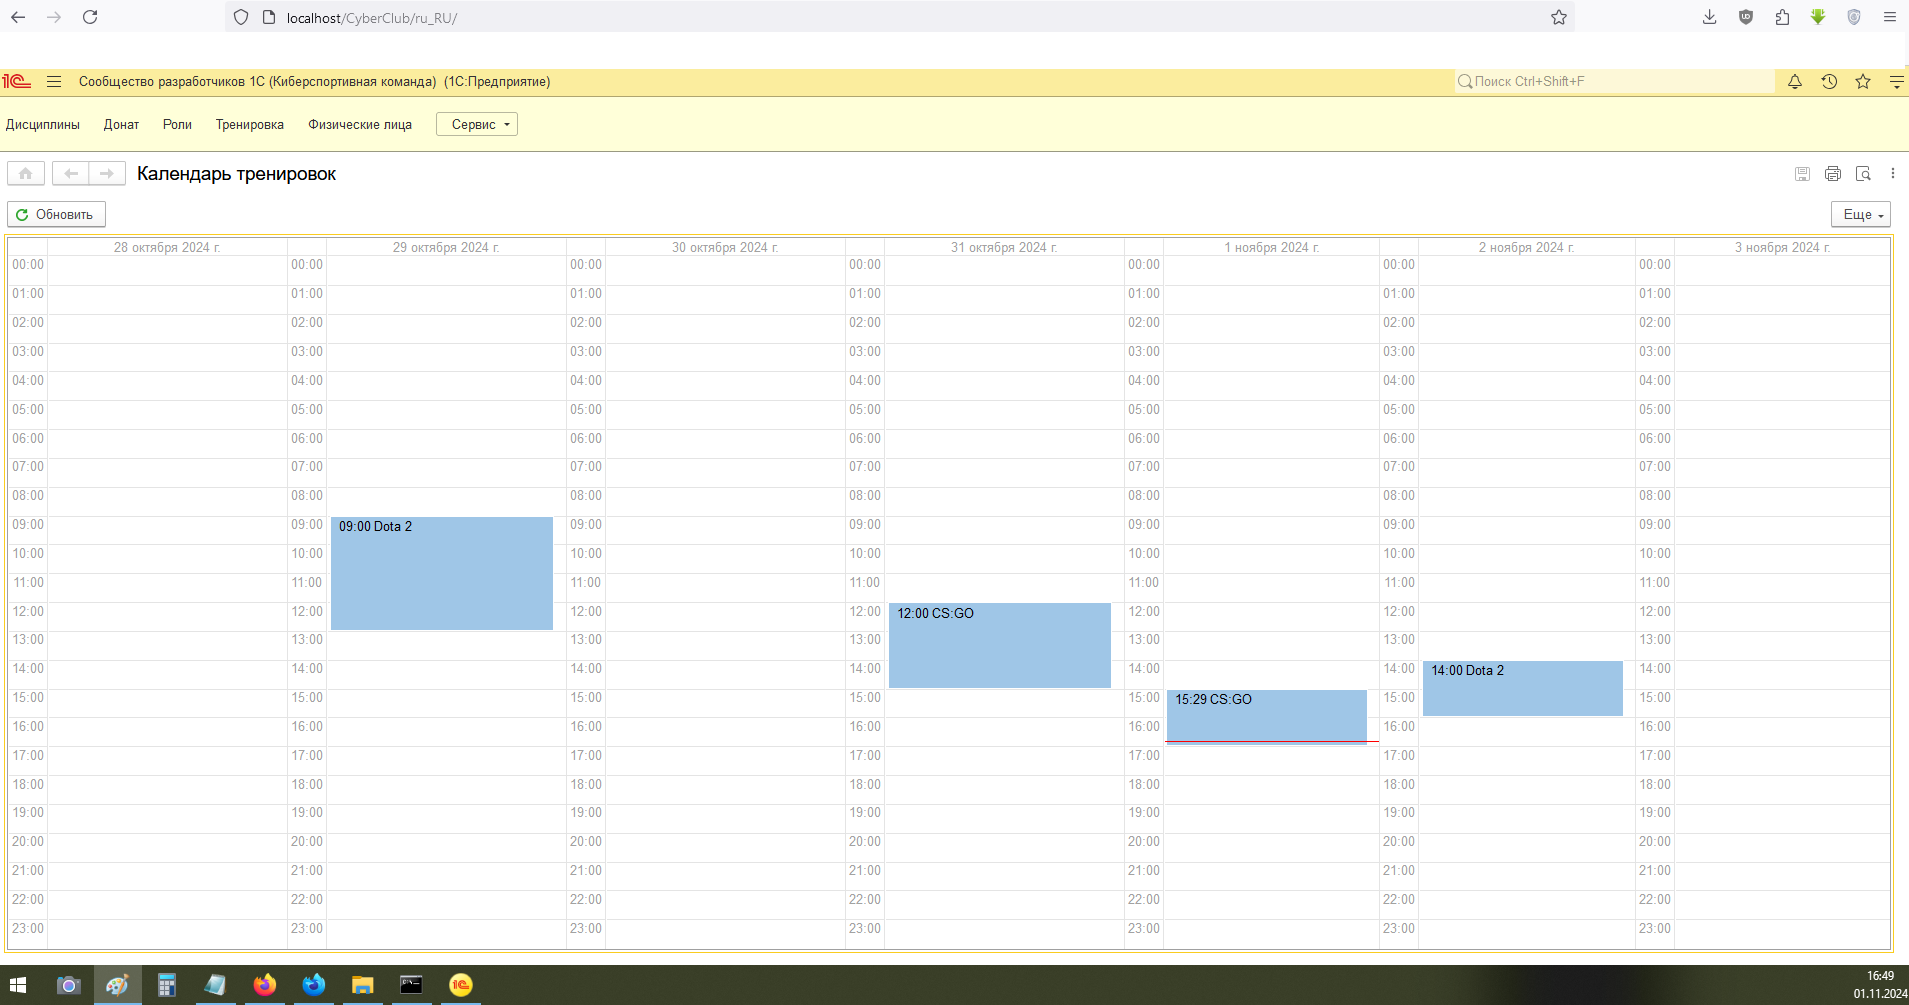 localhost/CyberClub/ru_RU/
1С Сообщество разработчиков 1С (Киберспортивная команда) (1С:Предприятие) Поиск Ctrl+Shift+F
Дисциплины Донат Роли Тренировка Физические лица Сервис
Календарь тренировок
Обновить Еще
28 октября 2024 г. 29 октября 2024 г. 30 октября 2024 г. 31 октября 2024 г. 1 ноября 2024 г. 2 ноября 2024 г. 3 ноября 2024 г.
00:00 00:00 00:00 00:00 00:00 00:00 00:00
01:00 01:00 01:00 01:00 01:00 01:00 01:00
02:00 02:00 02:00 02:00 02:00 02:00 02:00
03:00 03:00 03:00 03:00 03:00 03:00 03:00
04:00 04:00 04:00 04:00 04:00 04:00 04:00
05:00 05:00 05:00 05:00 05:00 05:00 05:00
06:00 06:00 06:00 06:00 06:00 06:00 06:00
07:00 07:00 07:00 07:00 07:00 07:00 07:00
08:00 08:00 08:00 08:00 08:00 08:00 08:00
09:00 09:00 09:00 Dota 2 09:00 09:00 09:00 09:00 09:00
10:00 10:00 10:00 10:00 10:00 10:00 10:00
11:00 11:00 11:00 11:00 11:00 11:00 11:00
12:00 12:00 12:00 12:00 12:00 CS:GO 12:00 12:00 12:00
13:00 13:00 13:00 13:00 13:00 13:00 13:00
14:00 14:00 14:00 14:00 14:00 14:00 14:00 Dota 2 14:00
15:00 15:00 15:00 15:00 15:00 15:29 CS:GO 15:00 15:00
16:00 16:00 16:00 16:00 16:00 16:00 16:00
17:00 17:00 17:00 17:00 17:00 17:00 17:00
18:00 18:00 18:00 18:00 18:00 18:00 18:00
19:00 19:00 19:00 19:00 19:00 19:00 19:00
20:00 20:00 20:00 20:00 20:00 20:00 20:00
21:00 21:00 21:00 21:00 21:00 21:00 21:00
22:00 22:00 22:00 22:00 22:00 22:00 22:00
23:00 23:00 23:00 23:00 23:00 23:00 23:00
16:49
01.11.2024